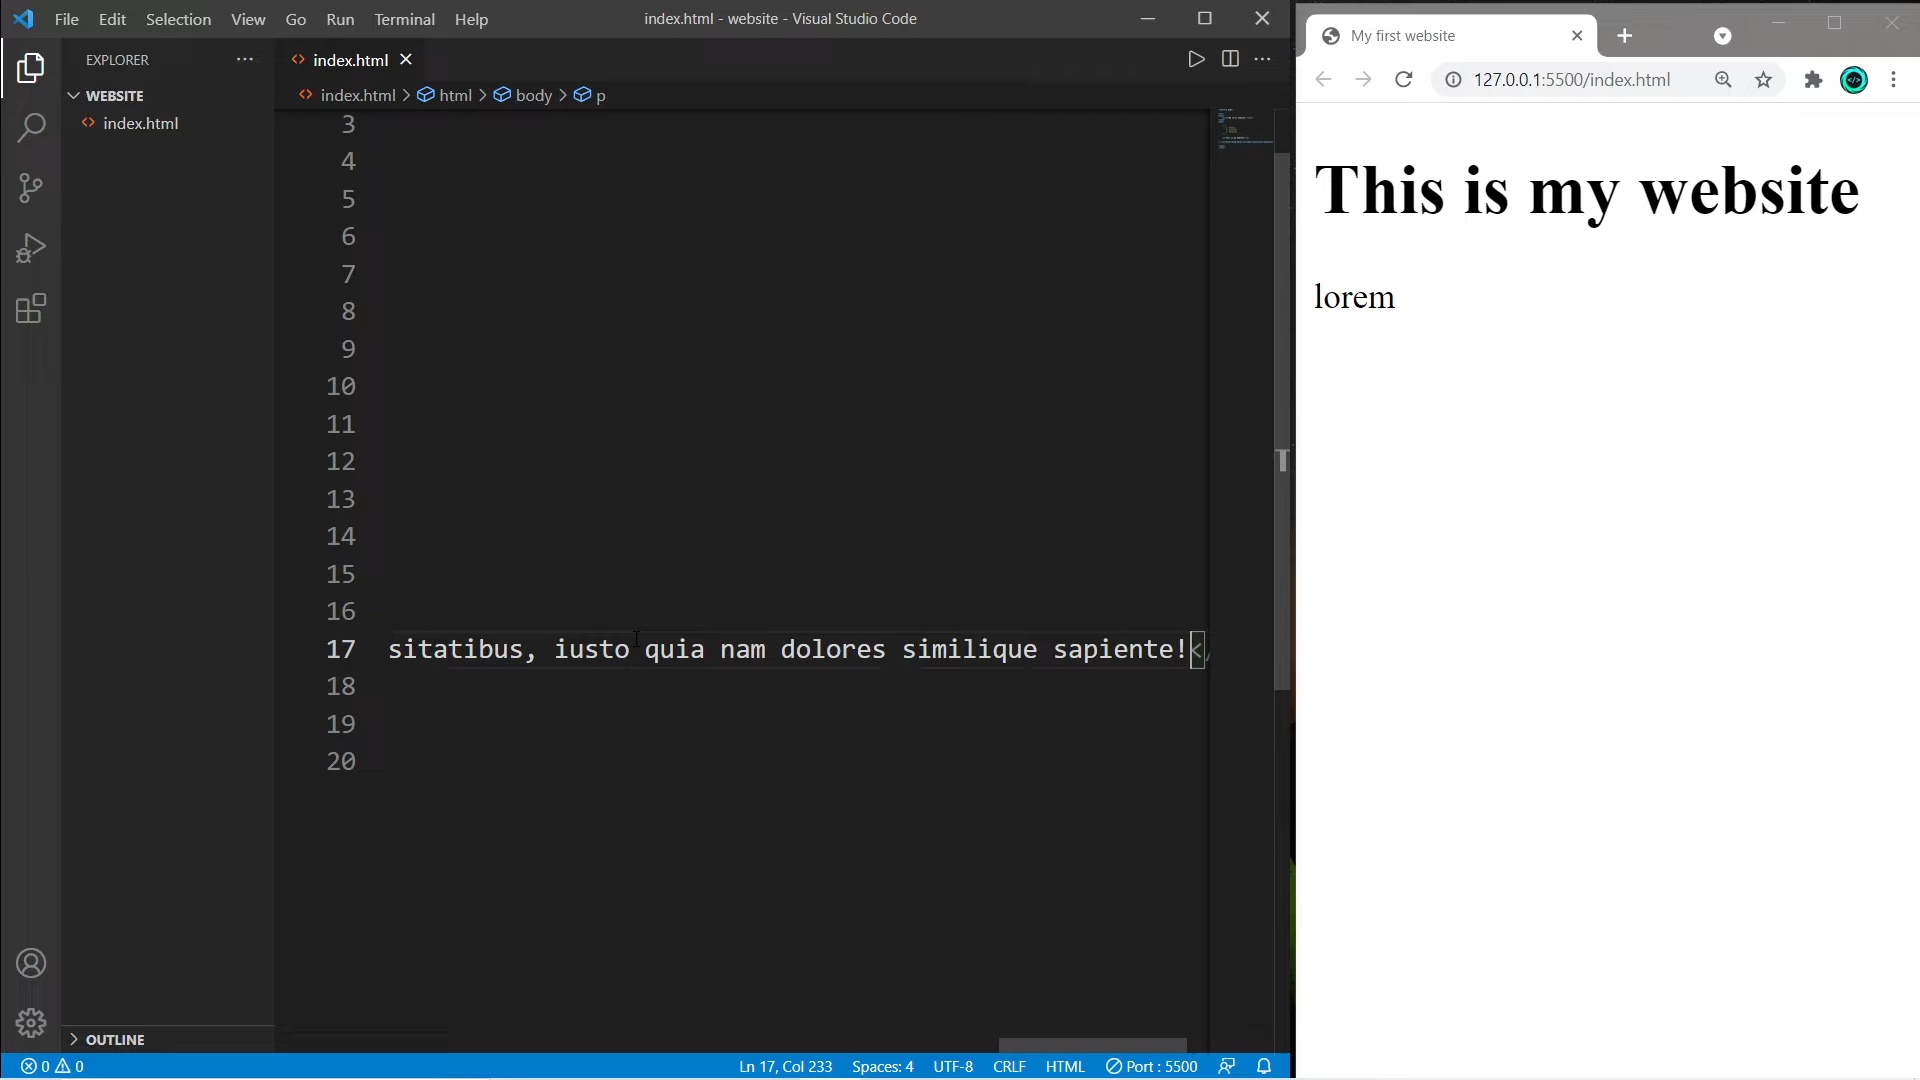 File Edit Selection View Go Run Terminal Help
index.html - website - Visual Studio Code
EXPLORER
WEBSITE
index.html
index.html
index.html > html > body > p
3
4
5
6
7
8
9
10
11
12
13
14
15
16
17 sitatibus, iusto quia nam dolores similique sapiente!<
18
19
20
OUTLINE
0 0
Ln 17, Col 233 Spaces: 4 UTF-8 CRLF HTML Port : 5500
My first website
127.0.0.1:5500/index.html
This is my website
lorem